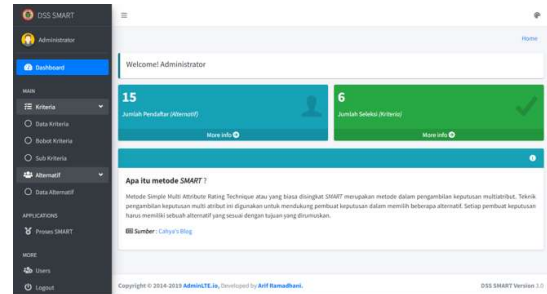 DSS SMART
Administrator
Dashboard
MAIN
Kriteria
Data Kriteria
Bobot Kriteria
Sub Kriteria
Alternatif
Data Alternatif
APPLICATIONS
Proses SMART
MORE
Users
Logout
Home
Welcome! Administrator
15
Jumlah Pendaftar (Alternatif)
More info
6
Jumlah Seleksi (Kriteria)
More info
Apa itu metode SMART ?
Metode Simple Multi Attribute Rating Technique atau yang biasa disingkat SMART merupakan metode dalam pengambilan keputusan multiatribut. Teknik
pengambilan keputusan multi atribut ini digunakan untuk mendukung pembuat keputusan dalam memilih beberapa alternatif. Setiap pembuat keputusan
harus memiliki sebuah alternatif yang sesuai dengan tujuan yang dirumuskan.
Sumber : Cahya's Blog
Copyright © 2014-2019 AdminLTE.io, Developed by Arif Ramadhani.
DSS SMART Version 3.0